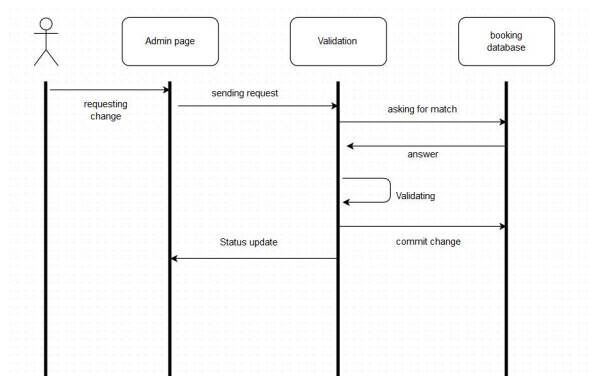 Admin page
Validation
booking
database
requesting
change
sending request
asking for match
answer
Validating
commit change
Status update